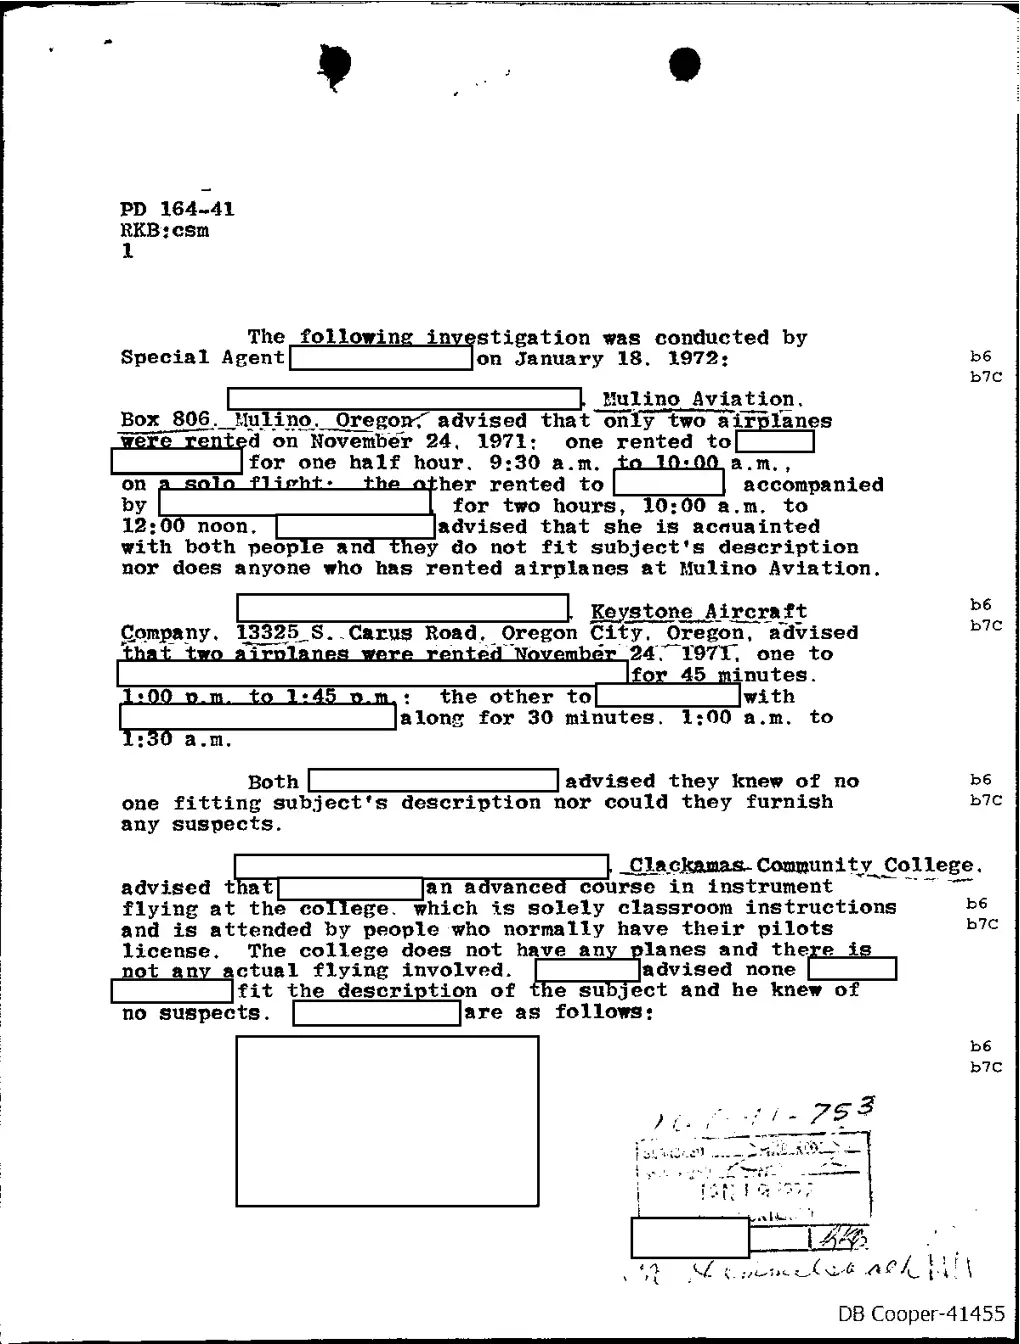 PD 164-41
RKB:csm
1
The following investigation was conducted by
Special Agent on January 18, 1972:
b6
b7C
, Mulino Aviation,
Box 806, Mulino, Oregon, advised that only two airplanes
were rented on November 24, 1971; one rented to
for one half hour, 9:30 a.m. to 10:00 a.m.,
on a solo flight; the other rented to accompanied
by , for two hours, 10:00 a.m. to
12:00 noon. advised that she is acquainted
with both people and they do not fit subject's description
nor does anyone who has rented airplanes at Mulino Aviation.
b6
b7C
, Keystone Aircraft
Company, 13325 S. Carus Road, Oregon City, Oregon, advised
that two airplanes were rented November 24, 1971, one to
for 45 minutes,
1:00 p.m. to 1:45 p.m.; the other to with
along for 30 minutes, 1:00 a.m. to
1:30 a.m.
Both advised they knew of no
one fitting subject's description nor could they furnish
any suspects.
b6
b7C
, Clackamas Community College,
advised that an advanced course in instrument
flying at the college, which is solely classroom instructions
and is attended by people who normally have their pilots
license. The college does not have any planes and there is
not any actual flying involved. advised none
fit the description of the subject and he knew of
no suspects. are as follows:
b6
b7C
b6
b7C
753
DB Cooper-41455